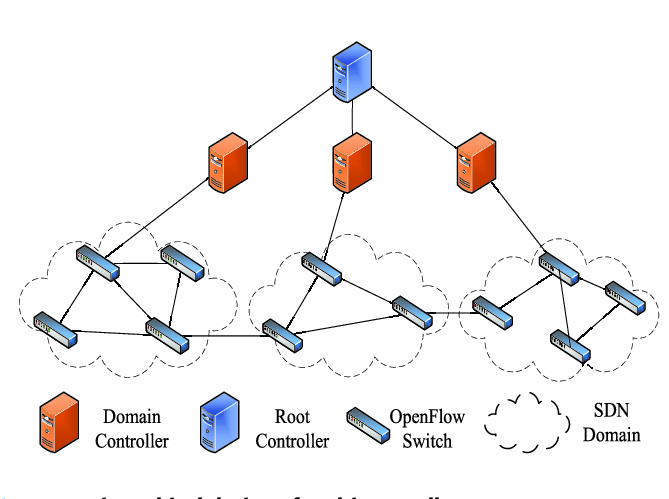 Domain
Controller
Root
Controller
OpenFlow
Switch
SDN
Domain